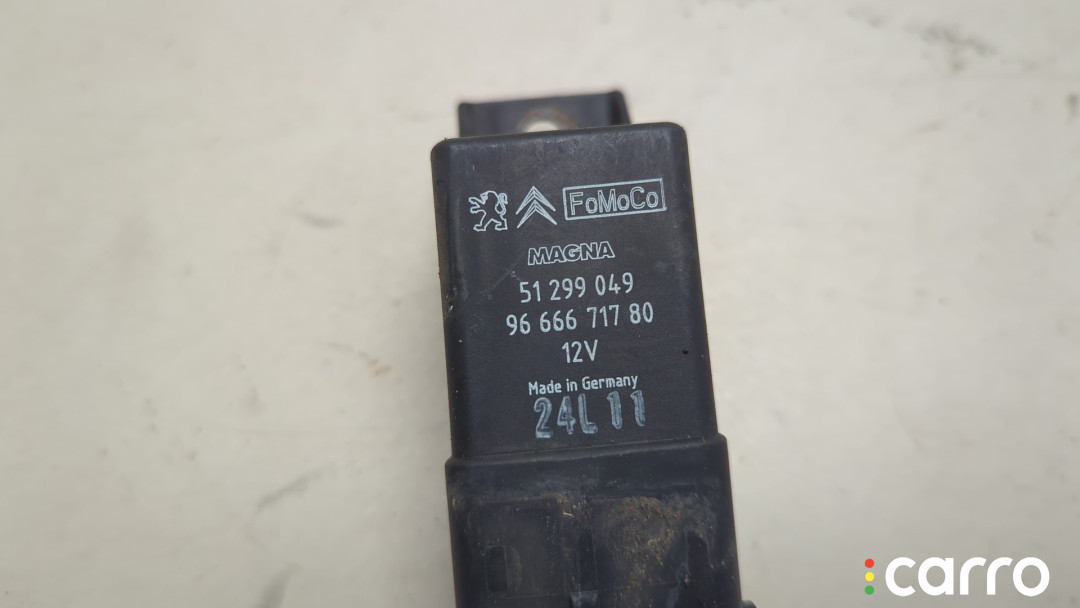 FoMoCo
MAGNA
51 299 049
96 666 717 80
12V
Made in Germany
24L11
carro